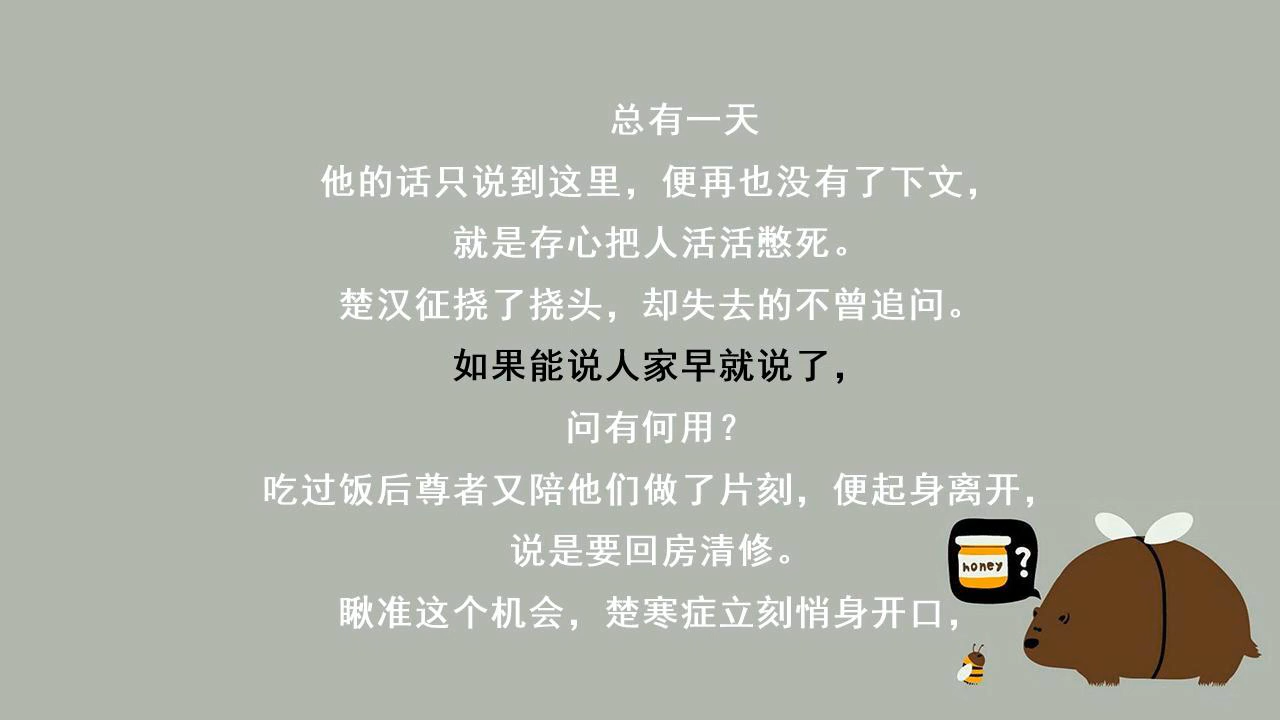 总有一天
他的话只说到这里，便再也没有了下文，
就是存心把人活活憋死。
楚汉征挠了挠头，却失去的不曾追问。
如果能说人家早就说了，
问有何用？
吃过饭后尊者又陪他们做了片刻，便起身离开，
说是要回房清修。
瞅准这个机会，楚寒症立刻悄身开口，
honey ?